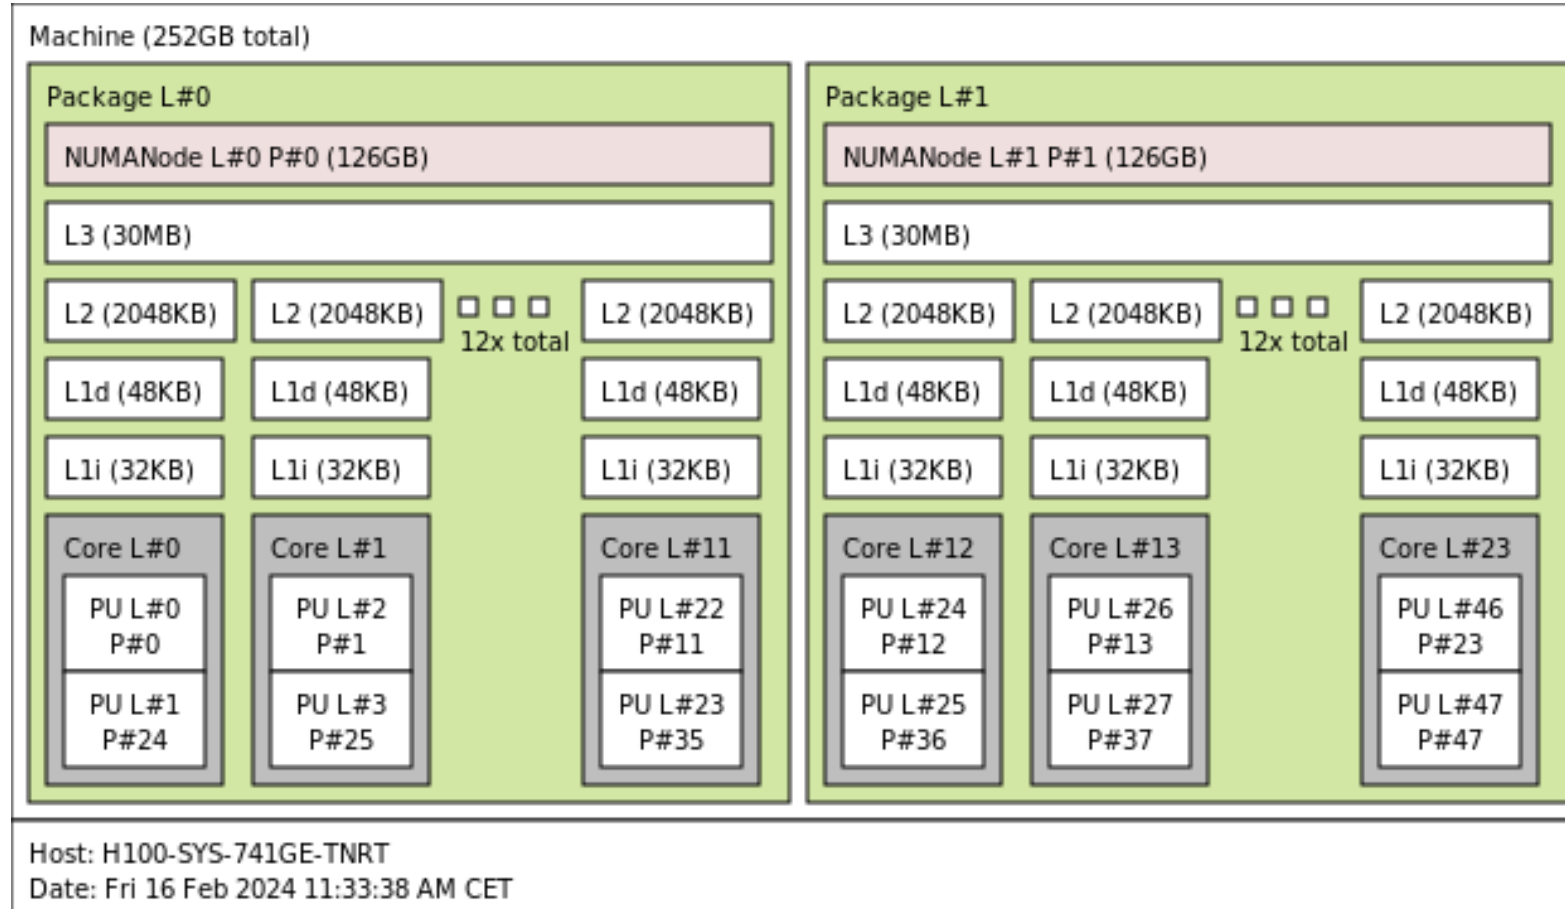 Machine (252GB total)
Package L#0
NUMANode L#0 P#0 (126GB)
L3 (30MB)
L2 (2048KB) L2 (2048KB) 12x total L2 (2048KB)
L1d (48KB) L1d (48KB) L1d (48KB)
L1i (32KB) L1i (32KB) L1i (32KB)
Core L#0 Core L#1 Core L#11
PU L#0 PU L#2 PU L#22
P#0 P#1 P#11
PU L#1 PU L#3 PU L#23
P#24 P#25 P#35
Package L#1
NUMANode L#1 P#1 (126GB)
L3 (30MB)
L2 (2048KB) L2 (2048KB) 12x total L2 (2048KB)
L1d (48KB) L1d (48KB) L1d (48KB)
L1i (32KB) L1i (32KB) L1i (32KB)
Core L#12 Core L#13 Core L#23
PU L#24 PU L#26 PU L#46
P#12 P#13 P#23
PU L#25 PU L#27 PU L#47
P#36 P#37 P#47
Host: H100-SYS-741GE-TNRT
Date: Fri 16 Feb 2024 11:33:38 AM CET